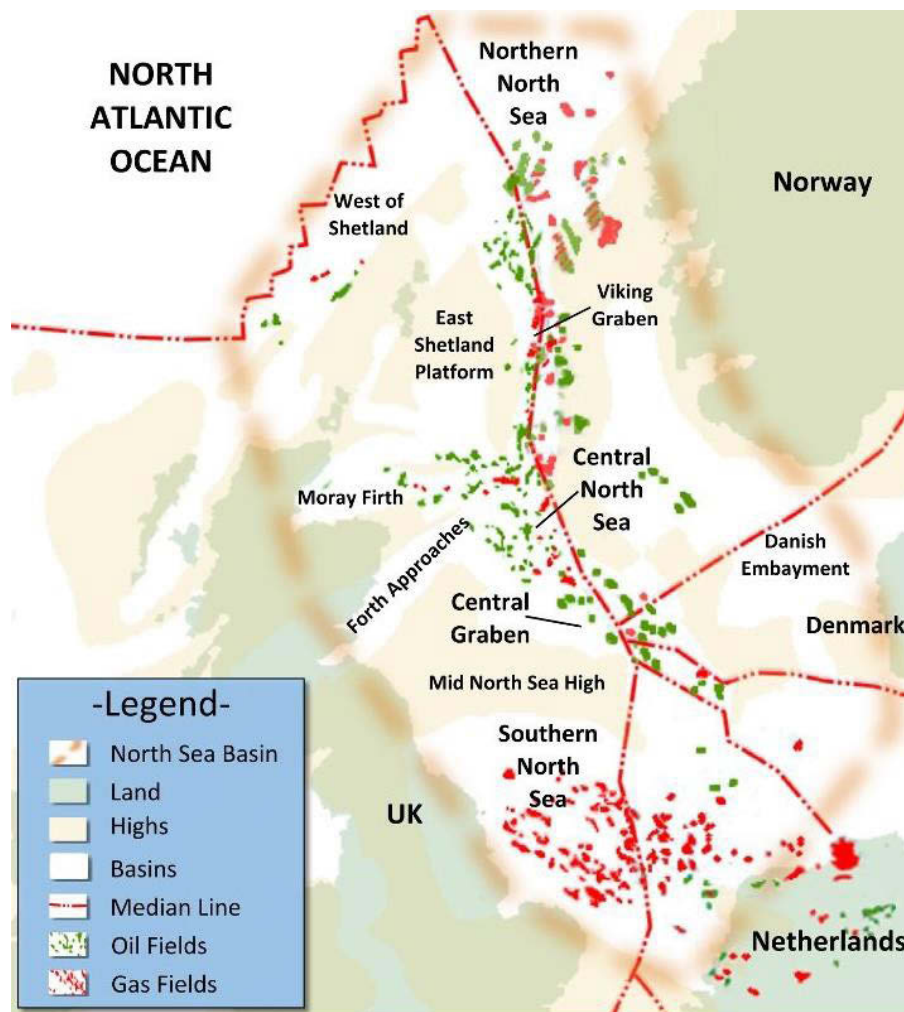 NORTH
ATLANTIC
OCEAN
Northern
North
Sea
Norway
West of
Shetland
Viking
Graben
East
Shetland
Platform
Moray Firth
Central
North
Sea
Forth Approaches
Danish
Embayment
Central
Graben
Denmark
Mid North Sea High
Southern
North
Sea
UK
Netherlands
-Legend-
North Sea Basin
Land
Highs
Basins
Median Line
Oil Fields
Gas Fields